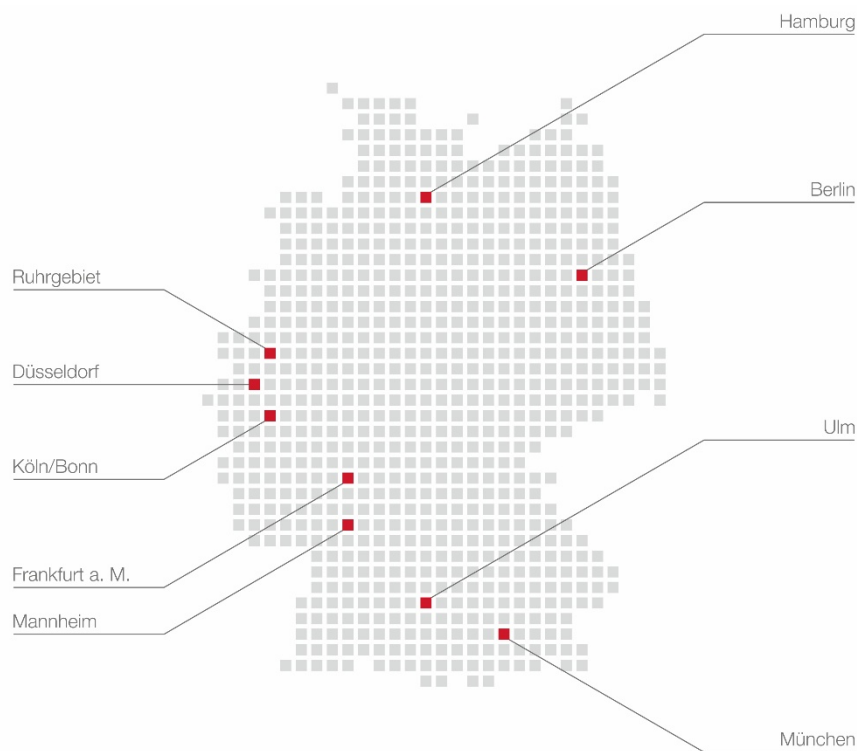 Hamburg
Berlin
Ruhrgebiet
Düsseldorf
Ulm
Köln/Bonn
Frankfurt a. M.
Mannheim
München